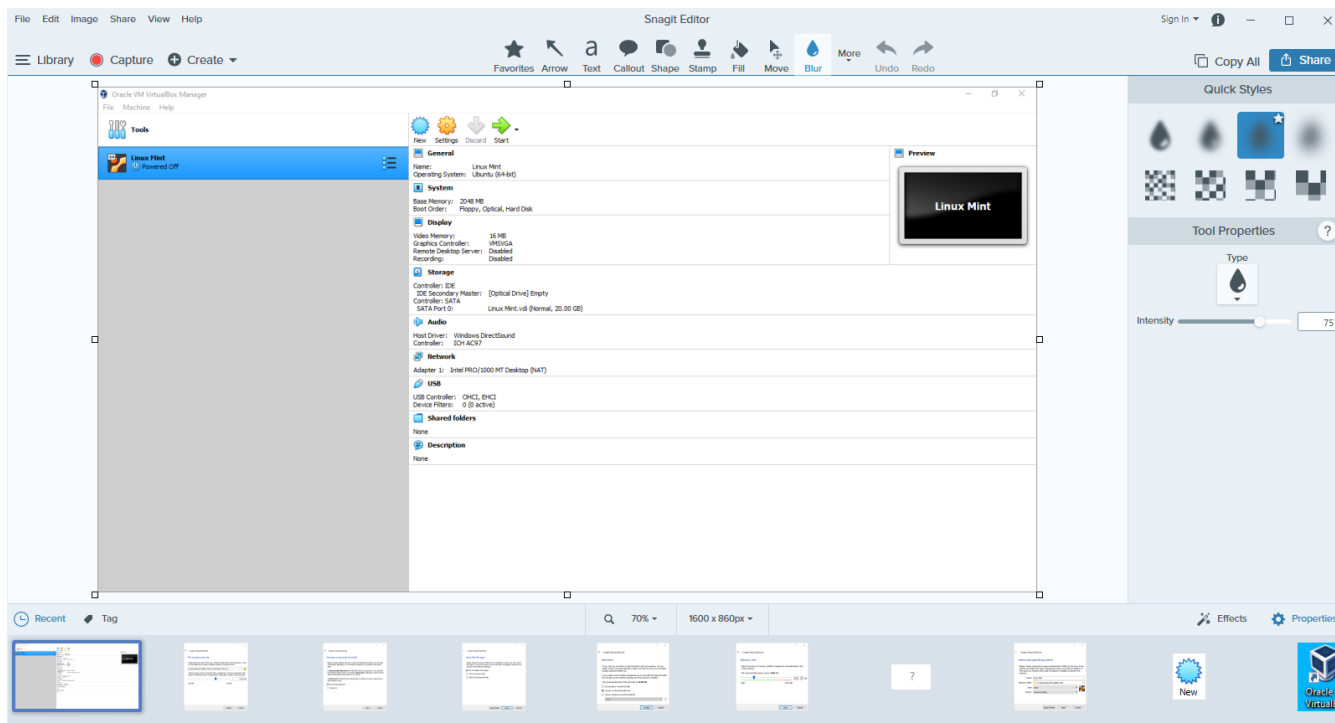 File Edit Image Share View Help
Snagit Editor
Sign In
Library
Capture
Create
Favorites Arrow Text Callout Shape Stamp Fill Move Blur
More
Undo Redo
Copy All
Share
Oracle VM VirtualBox Manager
File Machine Help
Tools
New Settings Discard Start
Linux Mint
Powered Off
General
Name: Linux Mint
Operating System: Ubuntu (64-bit)
System
Base Memory: 2048 MB
Boot Order: Floppy, Optical, Hard Disk
Display
Video Memory: 16 MB
Graphics Controller: VMSVGA
Remote Desktop Server: Disabled
Recording: Disabled
Storage
Controller: IDE
IDE Secondary Master: [Optical Drive] Empty
Controller: SATA
SATA Port 0: Linux Mint.vdi (Normal, 20.00 GB)
Audio
Host Driver: Windows DirectSound
Controller: ICH AC97
Network
Adapter 1: Intel PRO/1000 MT Desktop (NAT)
USB
USB Controller: OHCI, EHCI
Device Filters: 0 (0 active)
Shared folders
None
Description
None
Preview
Linux Mint
Quick Styles
Tool Properties
?
Type
Intensity
75
Recent
Tag
70%
1600 x 860px
Effects
Properties
?
New
Oracle